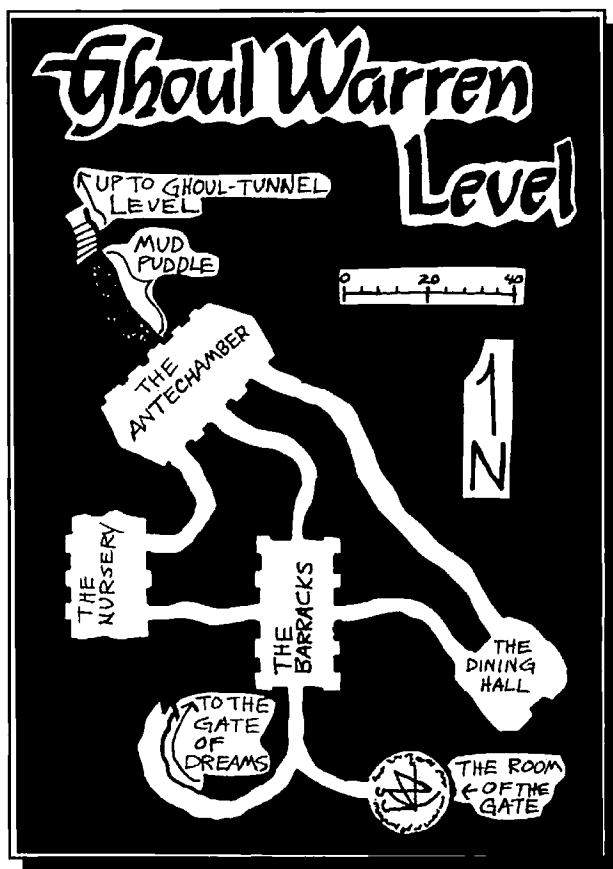 Ghoul Warren
Level
UP TO GHOUL-TUNNEL
LEVEL
MUD
PUDDLE
0 20 40
THE
ANTECHAMBER
N
THE
NURSERY
THE
BARRACKS
THE
DINING
HALL
TO THE
GATE
OF
DREAMS
THE ROOM
OF THE
GATE